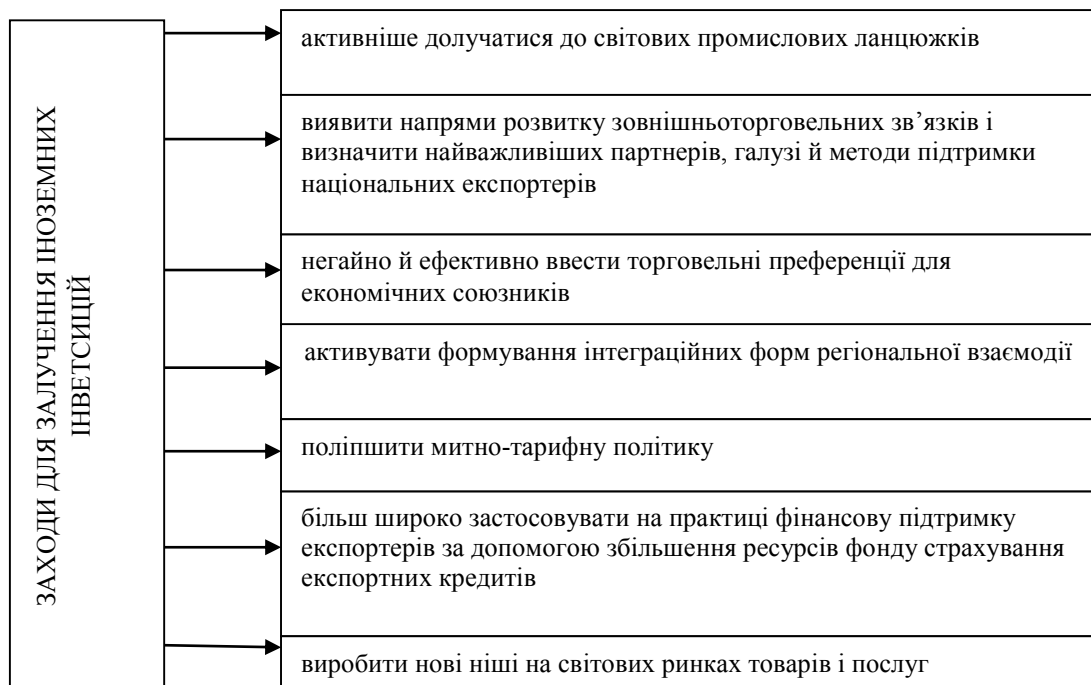 ЗАХОДИ ДЛЯ ЗАЛУЧЕННЯ ІНОЗЕМНИХ
ІНВЕТСИЦІЙ
активніше долучатися до світових промислових ланцюжків
виявити напрями розвитку зовнішньоторговельних зв’язків і
визначити найважливіших партнерів, галузі й методи підтримки
національних експортерів
негайно й ефективно ввести торговельні преференції для
економічних союзників
активувати формування інтеграційних форм регіональної взаємодії
поліпшити митно-тарифну політику
більш широко застосовувати на практиці фінансову підтримку
експортерів за допомогою збільшення ресурсів фонду страхування
експортних кредитів
виробити нові ніші на світових ринках товарів і послуг